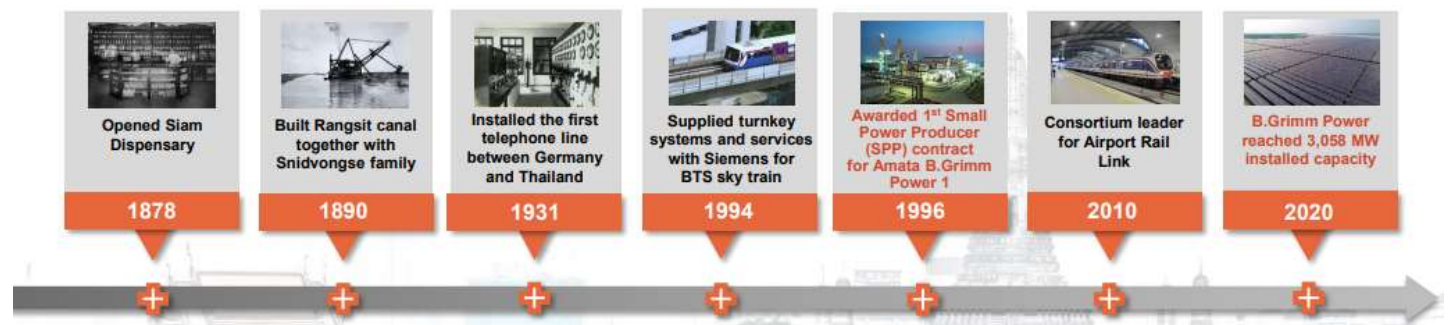 Opened Siam
Dispensary
1878
Built Rangsit canal
together with
Snidvongse family
1890
Installed the first
telephone line
between Germany
and Thailand
1931
Supplied turnkey
systems and services
with Siemens for
BTS sky train
1994
Awarded 1st Small
Power Producer
(SPP) contract
for Amata B.Grimm
Power 1
1996
Consortium leader
for Airport Rail
Link
2010
B.Grimm Power
reached 3,058 MW
installed capacity
2020